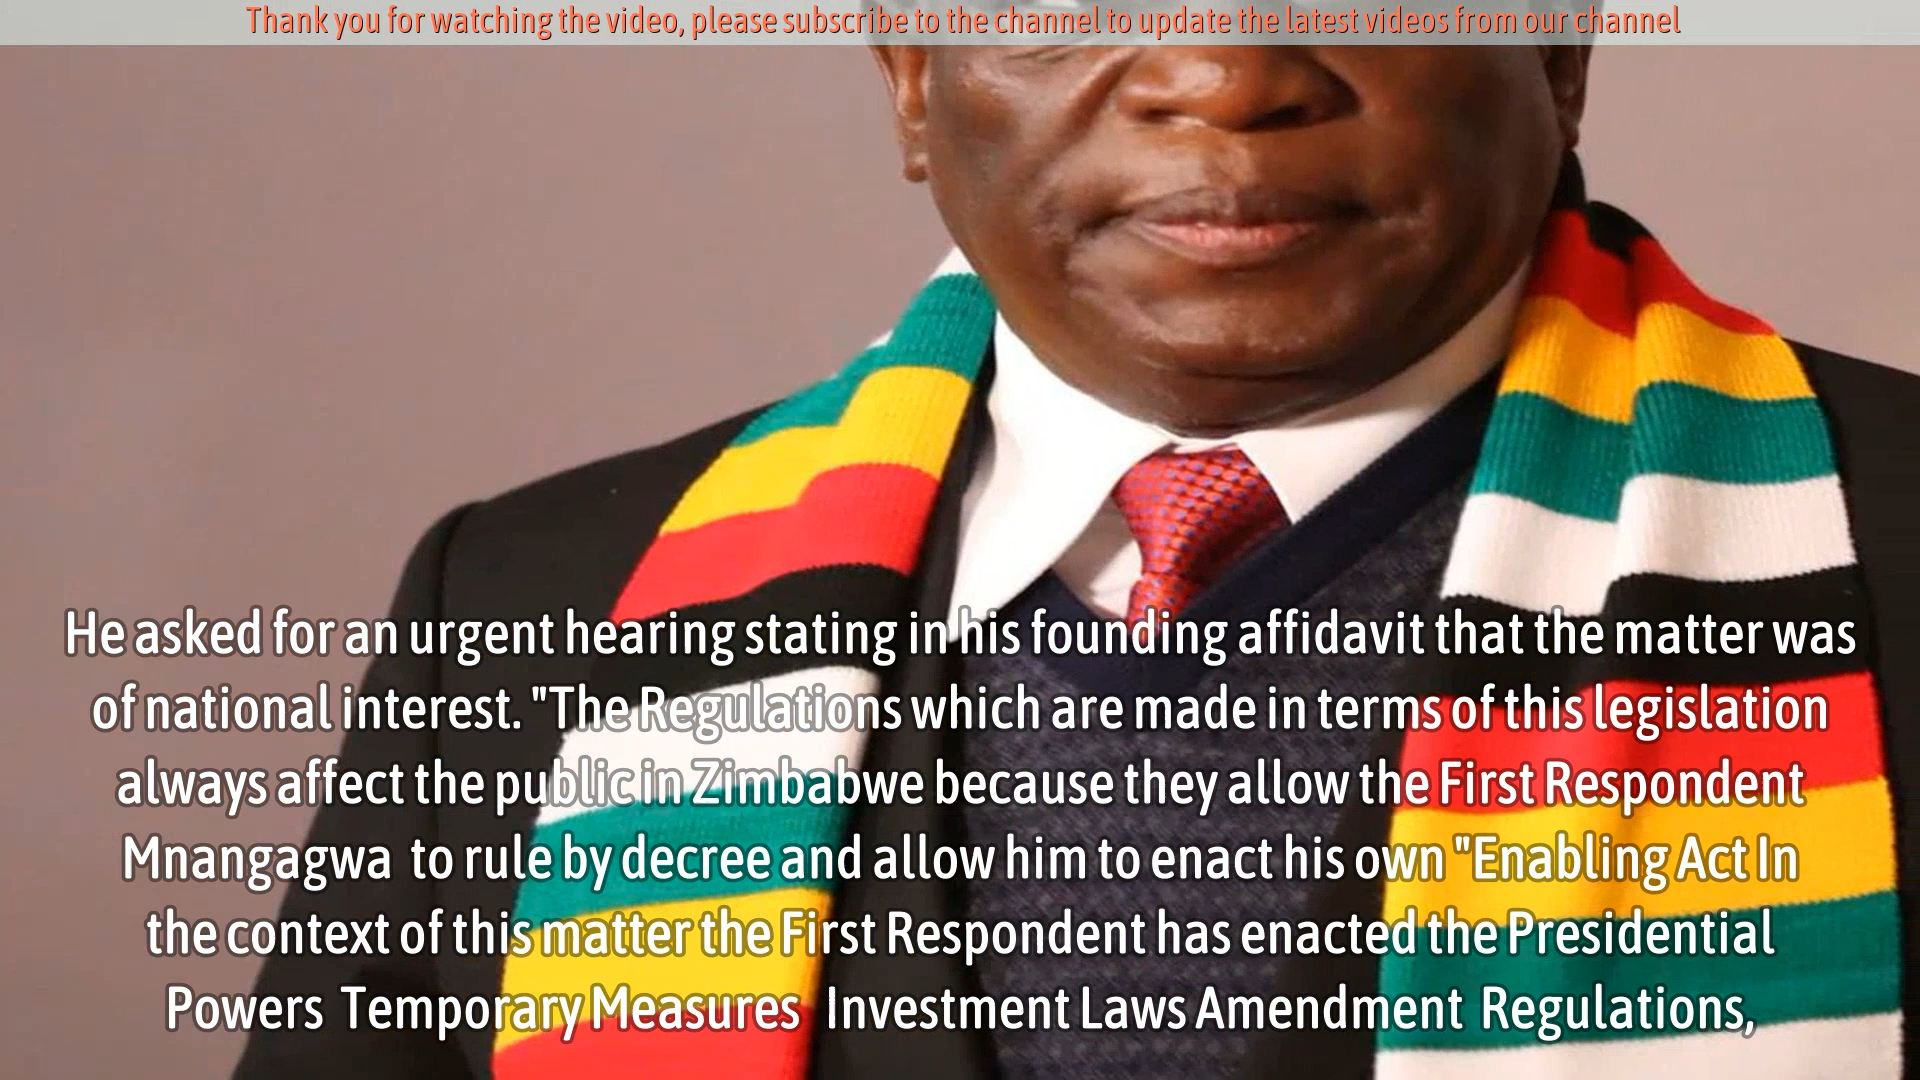 Thank you for watching the video, please subscribe to the channel to update the latest videos from our channel
He asked for an urgent hearing stating in his founding affidavit that the matter was
of national interest. "The Regulations which are made in terms of this legislation
always affect the public in Zimbabwe because they allow the First Respondent
Mnangagwa  to rule by decree and allow him to enact his own "Enabling Act In
the context of this matter the First Respondent has enacted the Presidential
Powers  Temporary Measures  Investment Laws Amendment  Regulations,